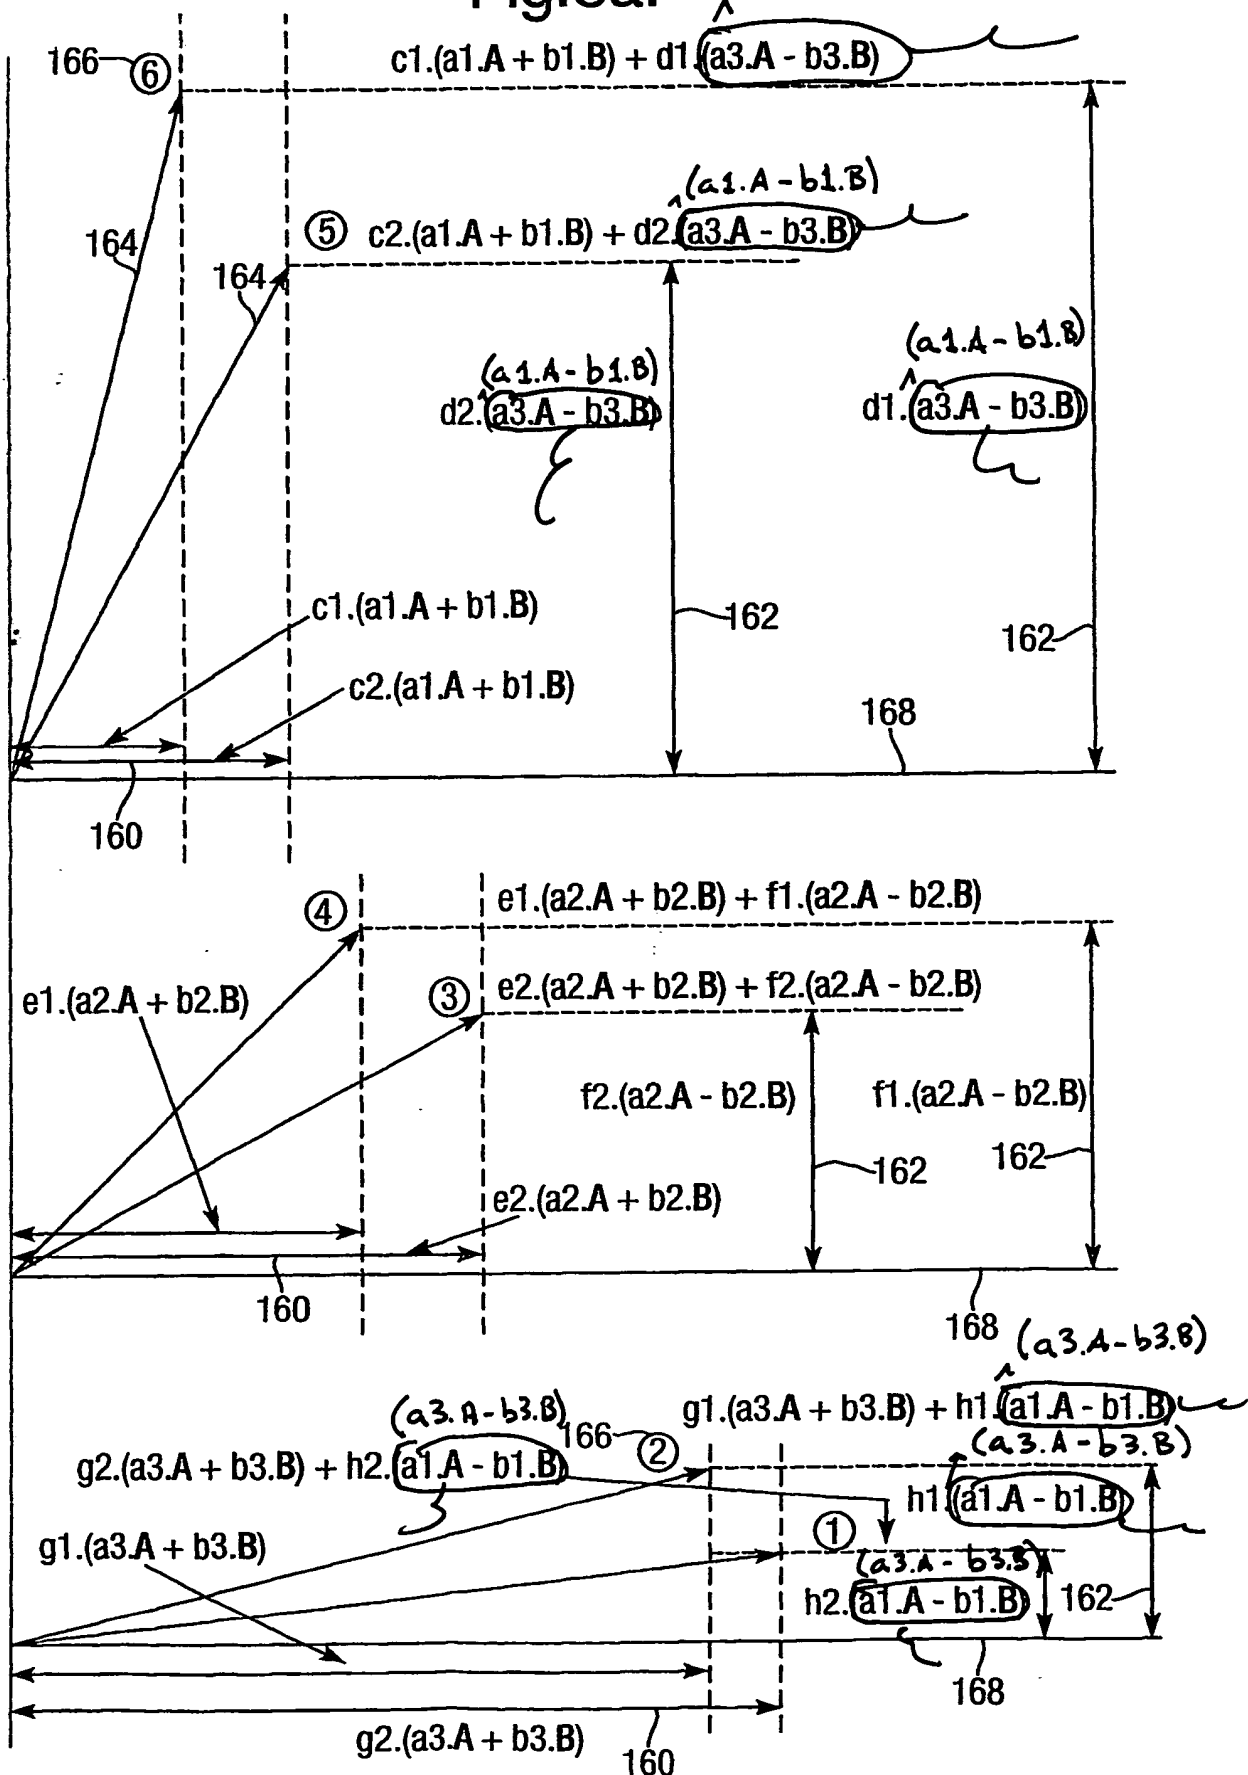 166 ⑥ c1.(a1.A + b1.B) + d1.(a3.A - b3.B)
(a1.A - b1.B)
164 ⑤ c2.(a1.A + b1.B) + d2.(a3.A - b3.B)
164
(a1.A - b1.B)
d2.(a3.A - b3.B)
(a1.A - b1.B)
d1.(a3.A - b3.B)
c1.(a1.A + b1.B)
162
162
c2.(a1.A + b1.B)
168
160
④ e1.(a2.A + b2.B) + f1.(a2.A - b2.B)
e1.(a2.A + b2.B)
③ e2.(a2.A + b2.B) + f2.(a2.A - b2.B)
f2.(a2.A - b2.B) f1.(a2.A - b2.B)
162 162
e2.(a2.A + b2.B)
160
168
(a3.A - b3.B)
g1.(a3.A + b3.B) + h1.(a1.A - b1.B)
(a3.A - b3.B)
g2.(a3.A + b3.B) + h2.(a1.A - b1.B)
166 ②
(a3.A - b3.B)
h1.(a1.A - b1.B)
g1.(a3.A + b3.B)
①
(a3.A - b3.B)
h2.(a1.A - b1.B)
162
168
g2.(a3.A + b3.B)
160